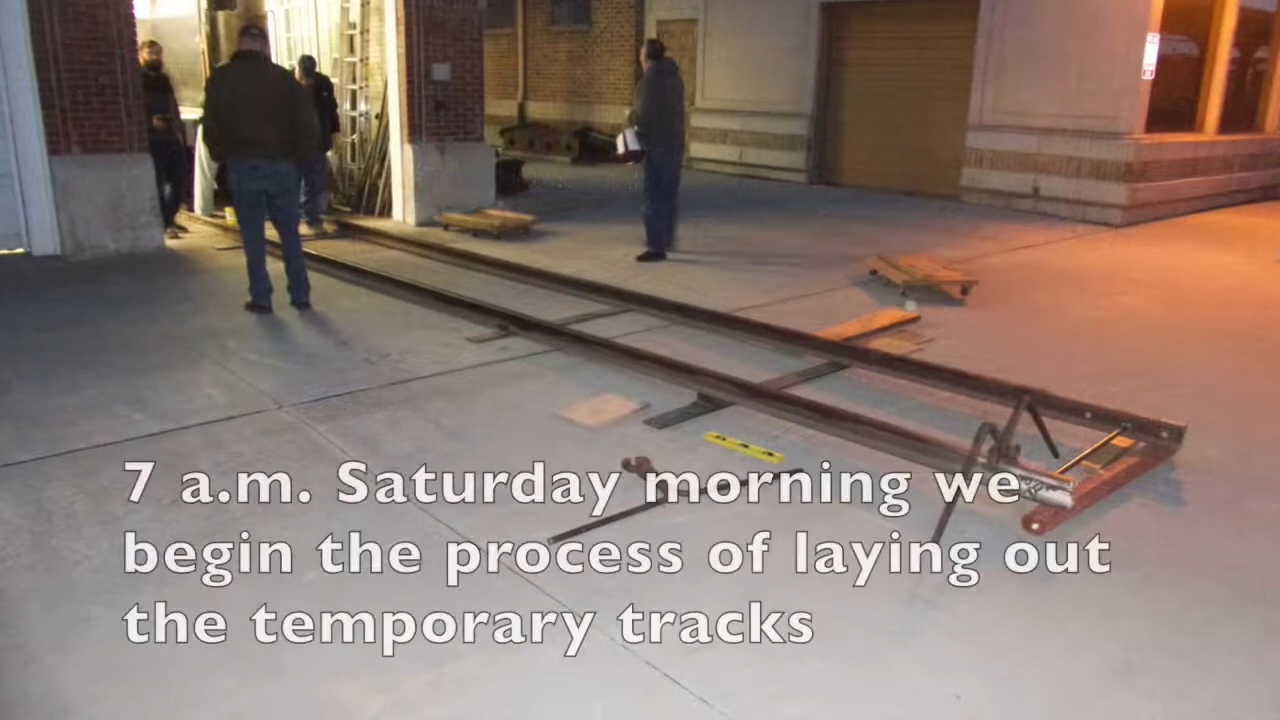 7 a.m. Saturday morning we
begin the process of laying out
the temporary tracks